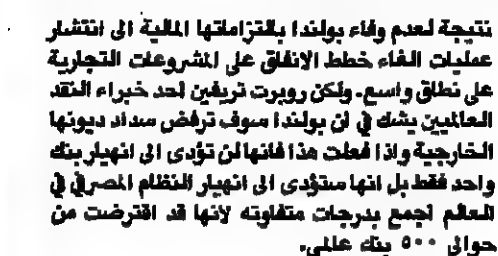 نتيجة لعدم وفاء بولندا بالتزاماتها المالية الى انتشار
عمليات الغاء خطط الانفاق على المشروعات التجارية
على نطاق واسع. ولكن روبرت تريفين احد خبراء النقد
العالميين يشك في ان بولندا سوف ترفض سداد ديونها
الخارجية واذا فعلت هذا فانها لن تؤدى الى انهيار بنك
واحد فقط بل انها ستؤدى الى انهيار النظام المصرفي في
العالم اجمع بدرجات متفاوته لأنها قد اقترضت من
حوالى ٥٠٠ بنك عالمى.